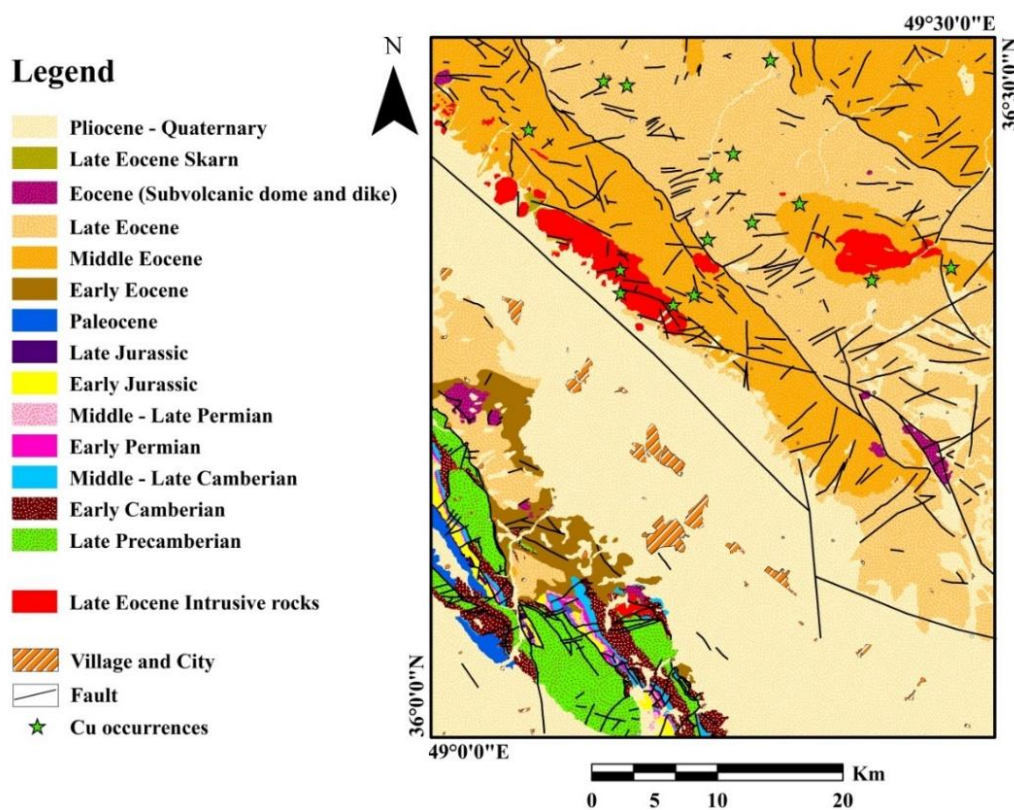 Legend
Pliocene - Quaternary
Late Eocene Skarn
Eocene (Subvolcanic dome and dike)
Late Eocene
Middle Eocene
Early Eocene
Paleocene
Late Jurassic
Early Jurassic
Middle - Late Permian
Early Permian
Middle - Late Camberian
Early Camberian
Late Precamberian
Late Eocene Intrusive rocks
Village and City
Fault
Cu occurrences
N
49°30'0"E
36°30'0"N
36°0'0"N
49°0'0"E
Km
0 5 10 20